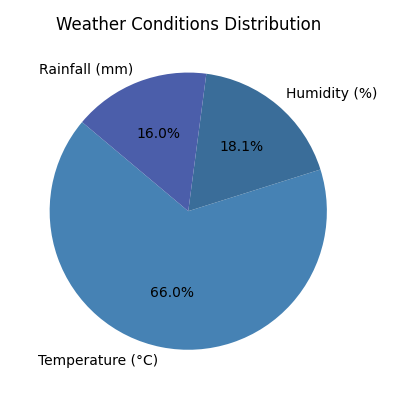 Weather Conditions Distribution
Rainfall (mm)
Humidity (%)
16.0%
18.1%
66.0%
Temperature (°C)